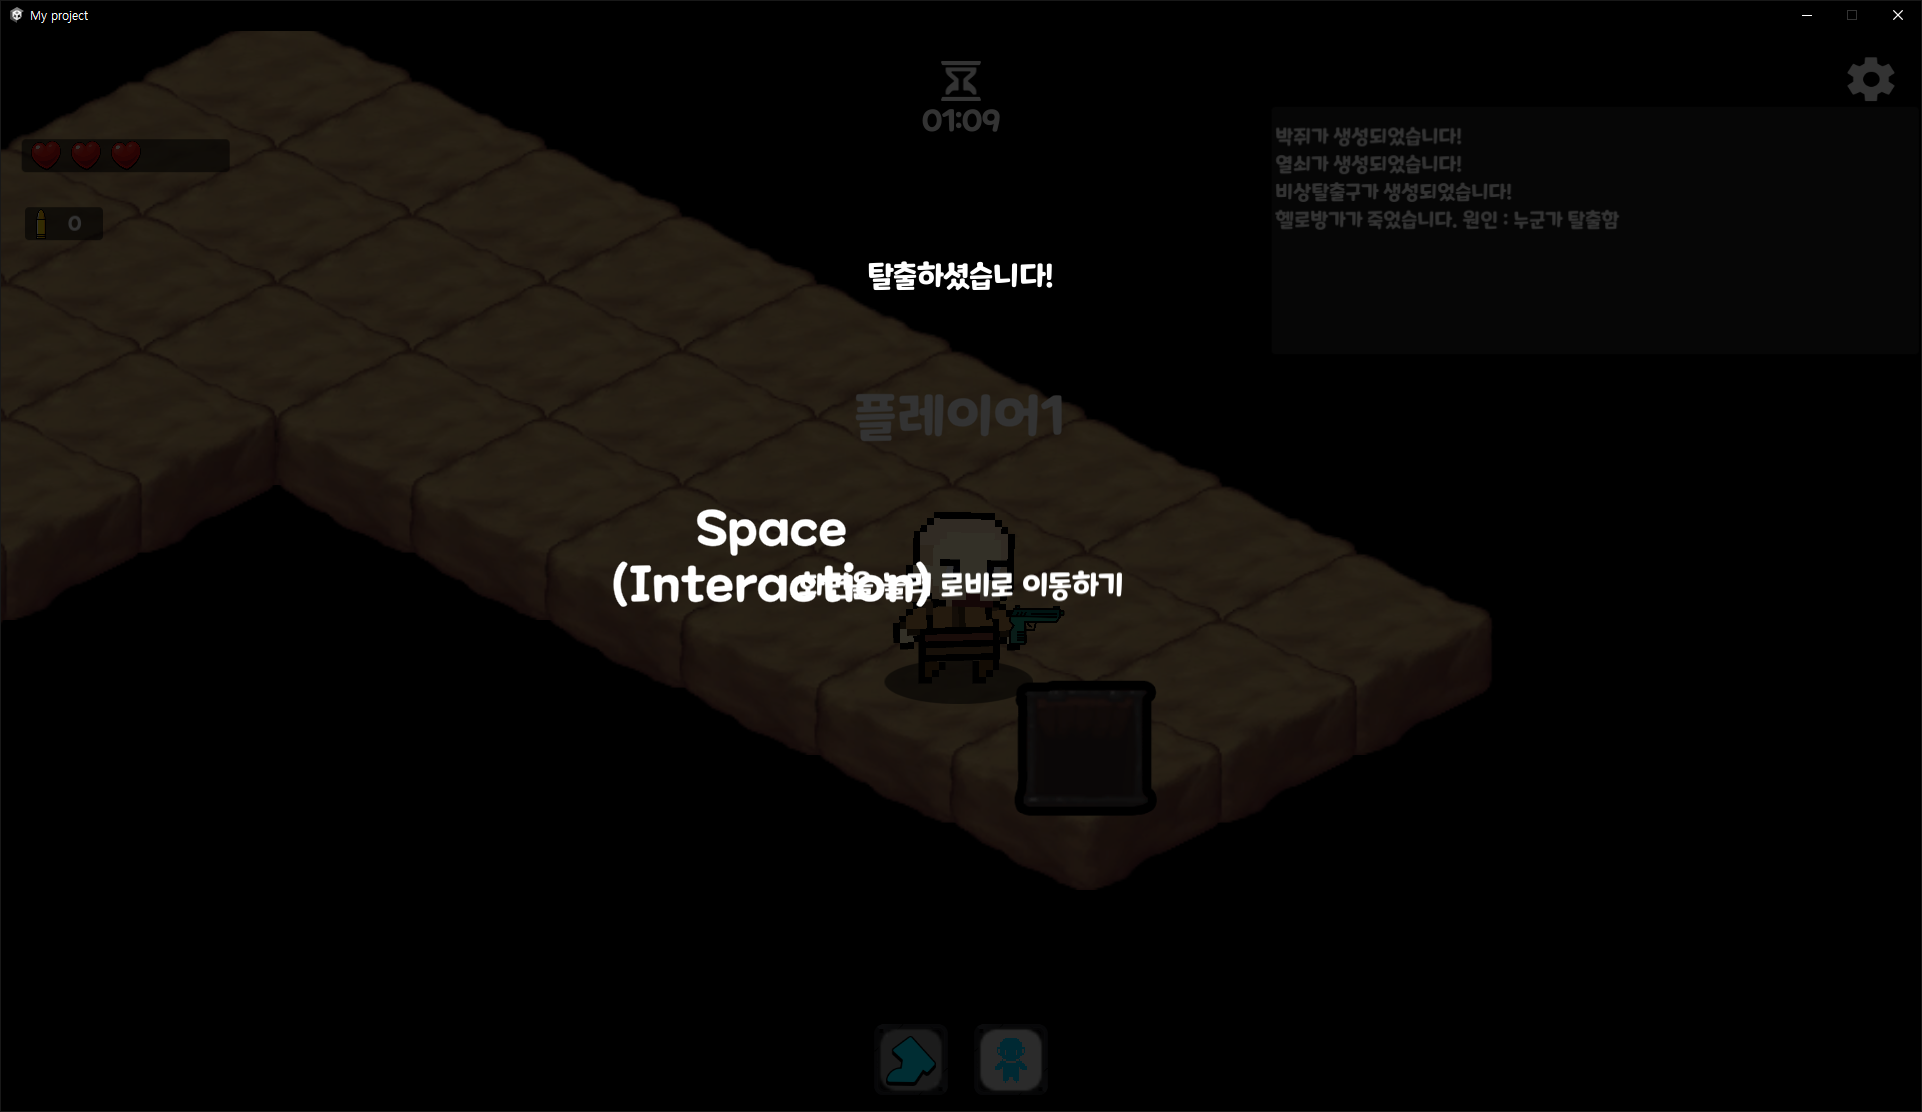 My project
01:09
박쥐가 생성되었습니다!
열쇠가 생성되었습니다!
비상탈출구가 생성되었습니다!
헬로방가가 죽었습니다. 원인 : 누군가 탈출함
0
탈출하셨습니다!
플레이어1
Space
(Interaction)
로비로 이동하기